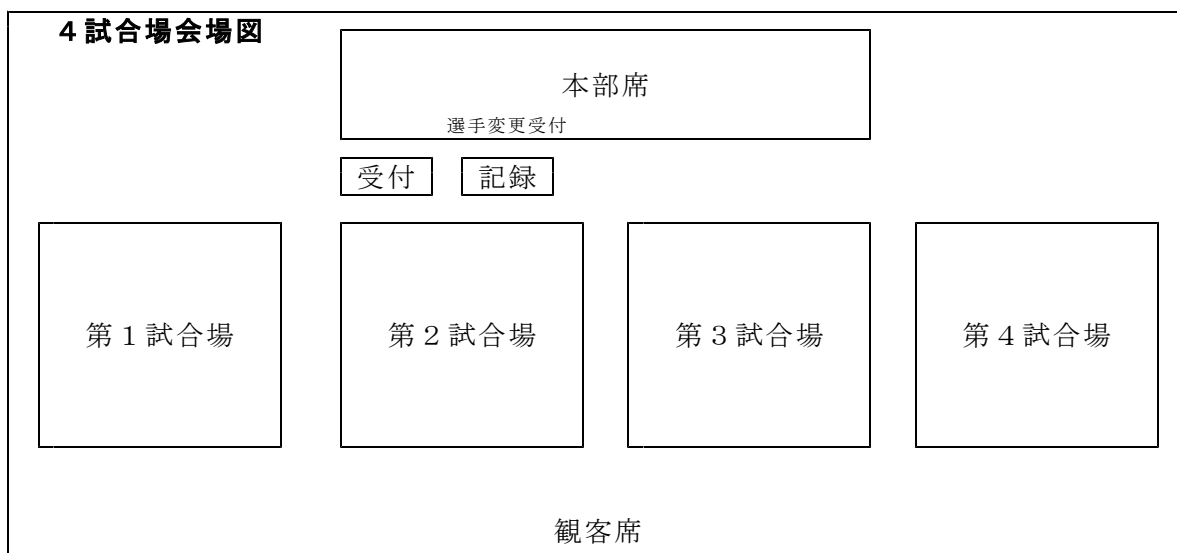 ４試合場会場図
本部席
選手変更受付
受付 記録
第１試合場 第２試合場 第３試合場 第４試合場
観客席